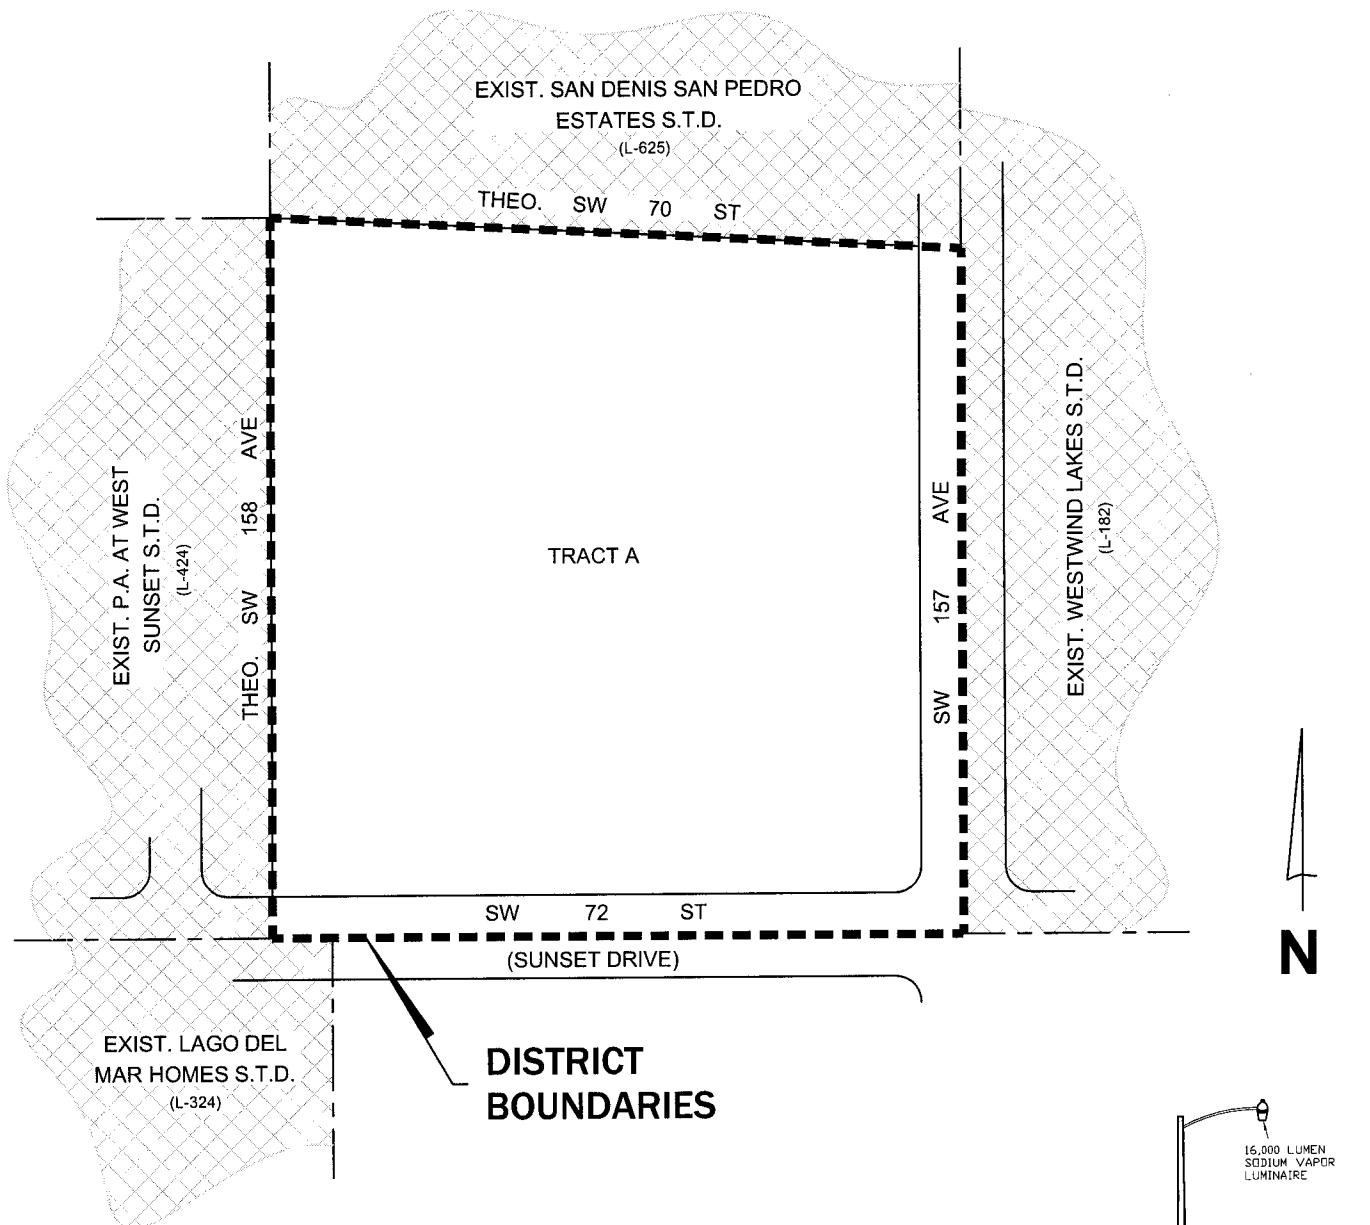 EXIST. SAN DENIS SAN PEDRO
ESTATES S.T.D.
(L-625)
THEO. SW 70 ST
EXIST. P.A. AT WEST
SUNSET S.T.D.
(L-424)
THEO. SW 158 AVE
TRACT A
SW 157 AVE
EXIST. WESTWIND LAKES S.T.D.
(L-182)
SW 72 ST
(SUNSET DRIVE)
N
EXIST. LAGO DEL
MAR HOMES S.T.D.
(L-324)
DISTRICT
BOUNDARIES
16,000 LUMEN
SODIUM VAPOR
LUMINAIRE